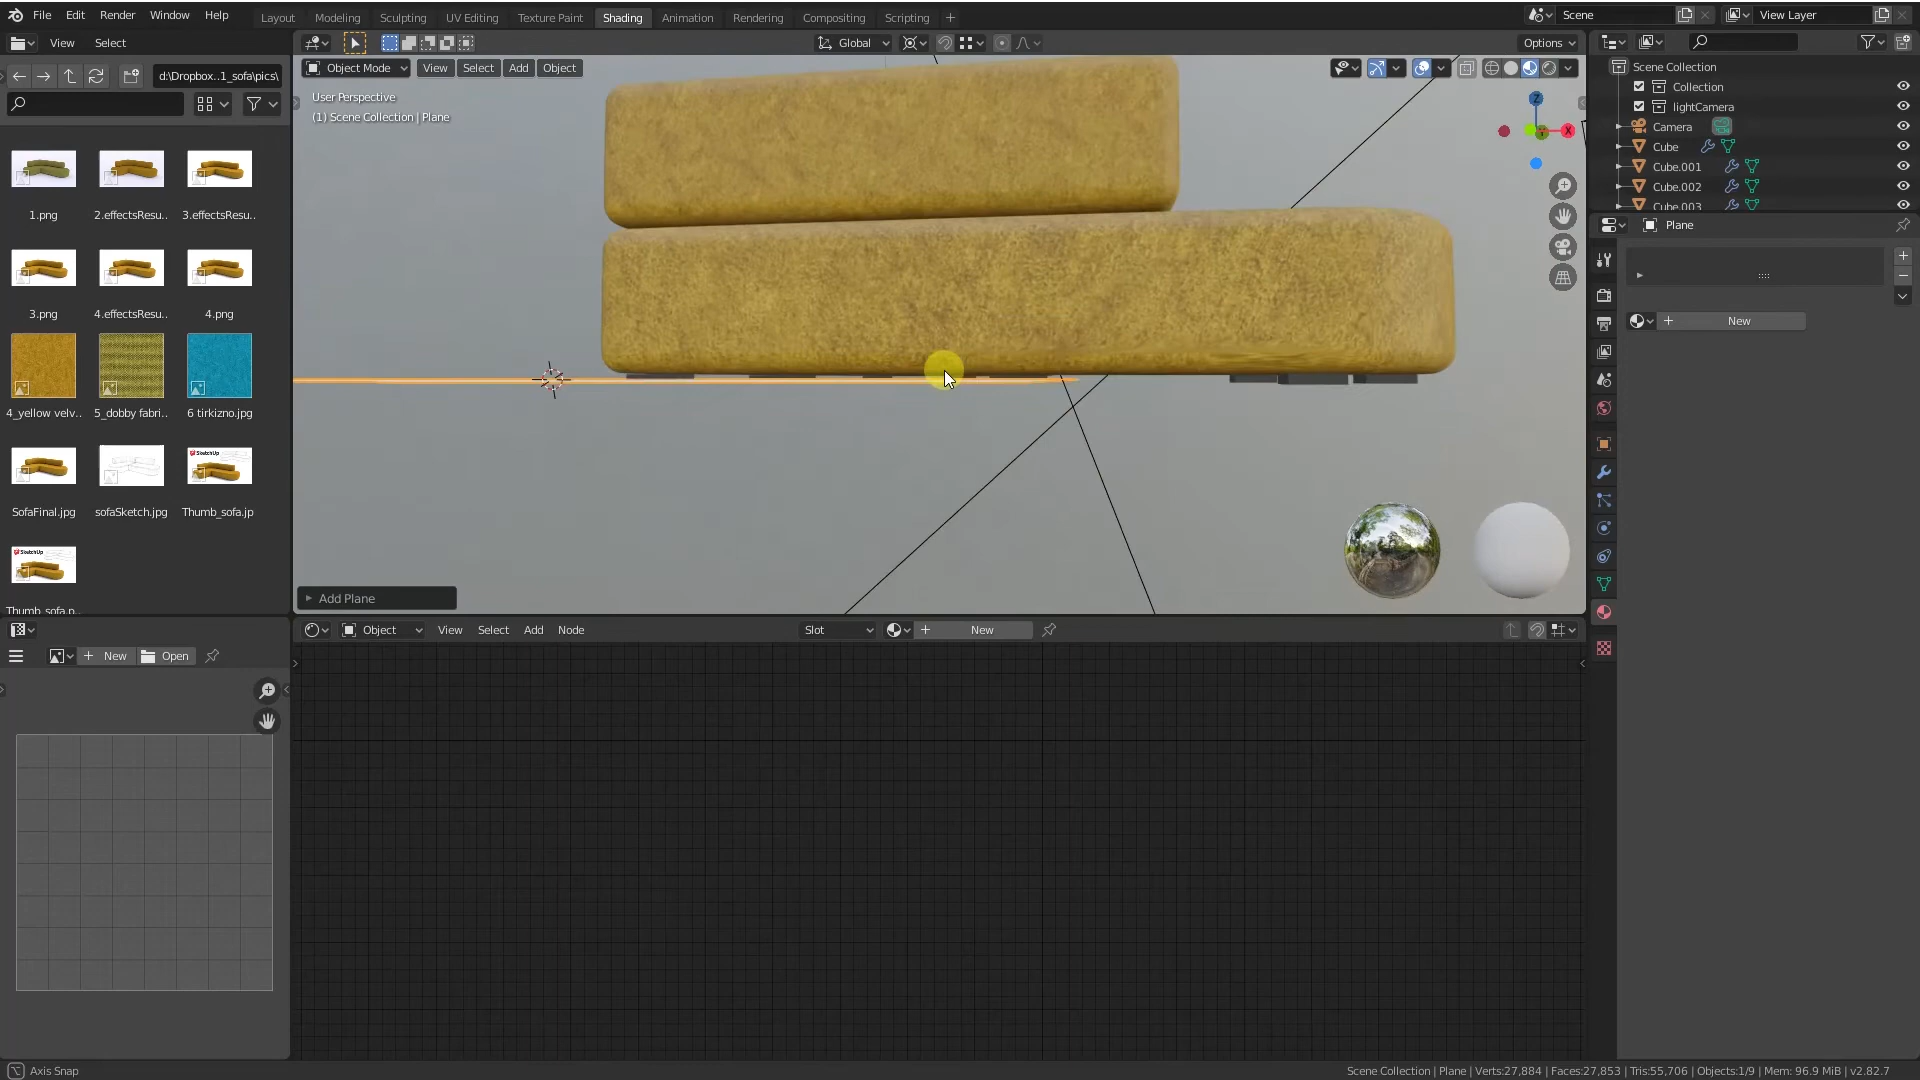 File Edit Render Window Help
Layout Modeling Sculpting UV Editing Texture Paint Shading Animation Rendering Compositing Scripting +
Scene
View Layer
View Select
Global
Options
d:\Dropbox..1_sofa\pics\
Object Mode View Select Add Object
User Perspective
(1) Scene Collection | Plane
Z
X
Scene Collection
Collection
lightCamera
Camera
Cube
Cube.001
Cube.002
Cube.003
Plane
New
1.png 2.effectsResu.. 3.effectsResu..
3.png 4.effectsResu.. 4.png
4_yellow velv.. 5_dobby fabri.. 6 tirkizno.jpg
SketchUp
SofaFinal.jpg sofaSketch.jpg Thumb_sofa.jp
SketchUp
Thumb_sofa.p..
Add Plane
Object View Select Add Node Slot New
New Open
Axis Snap
Scene Collection | Plane | Verts:27,884 | Faces:27,853 | Tris:55,706 | Objects:1/9 | Mem: 96.9 MiB | v2.82.7